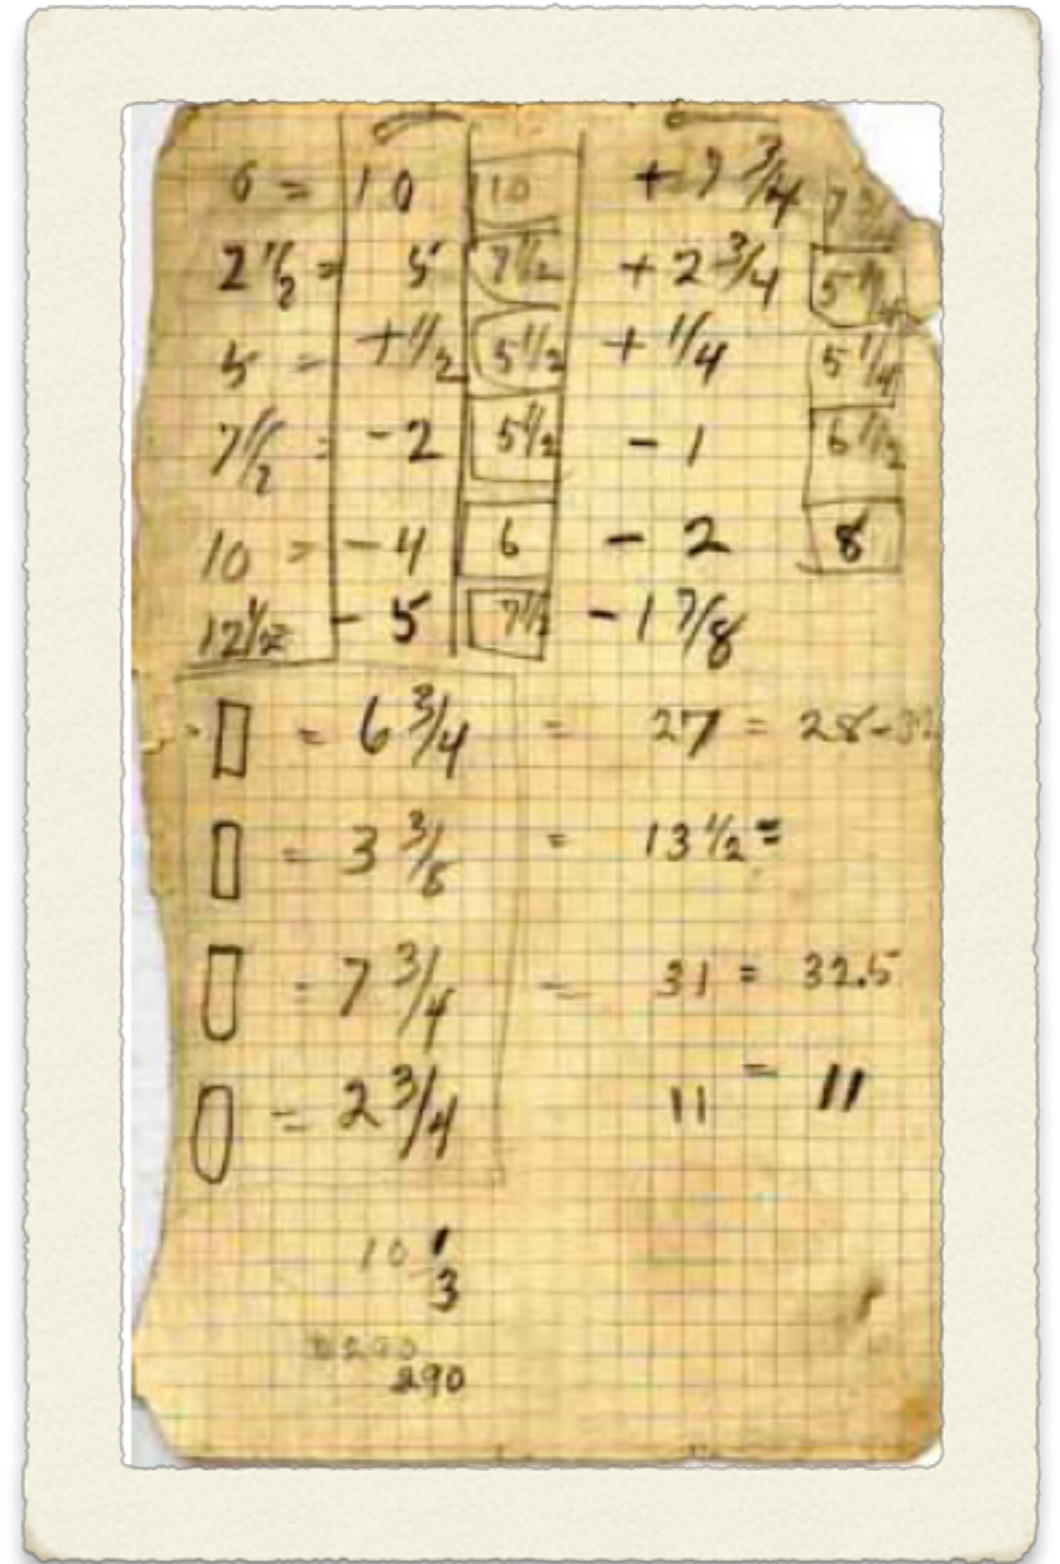 = 10 10 + 7 3/4 7 3/
2 1/2 = 5 7 1/2 + 2 3/4 5 1/4
5 = + 1/2 5 1/2 + 1/4 5 1/4
7 1/2 = - 2 5 1/2 - 1 6 1/2
10 = - 4 6 - 2 8
12 1/2 - 5 7 1/2 - 1 7/8
= 6 3/4 = 27 = 28-32
= 3 3/8 = 13 1/2 =
= 7 3/4 = 31 = 32.5
= 2 3/4 11 = 11
10 1/3
290